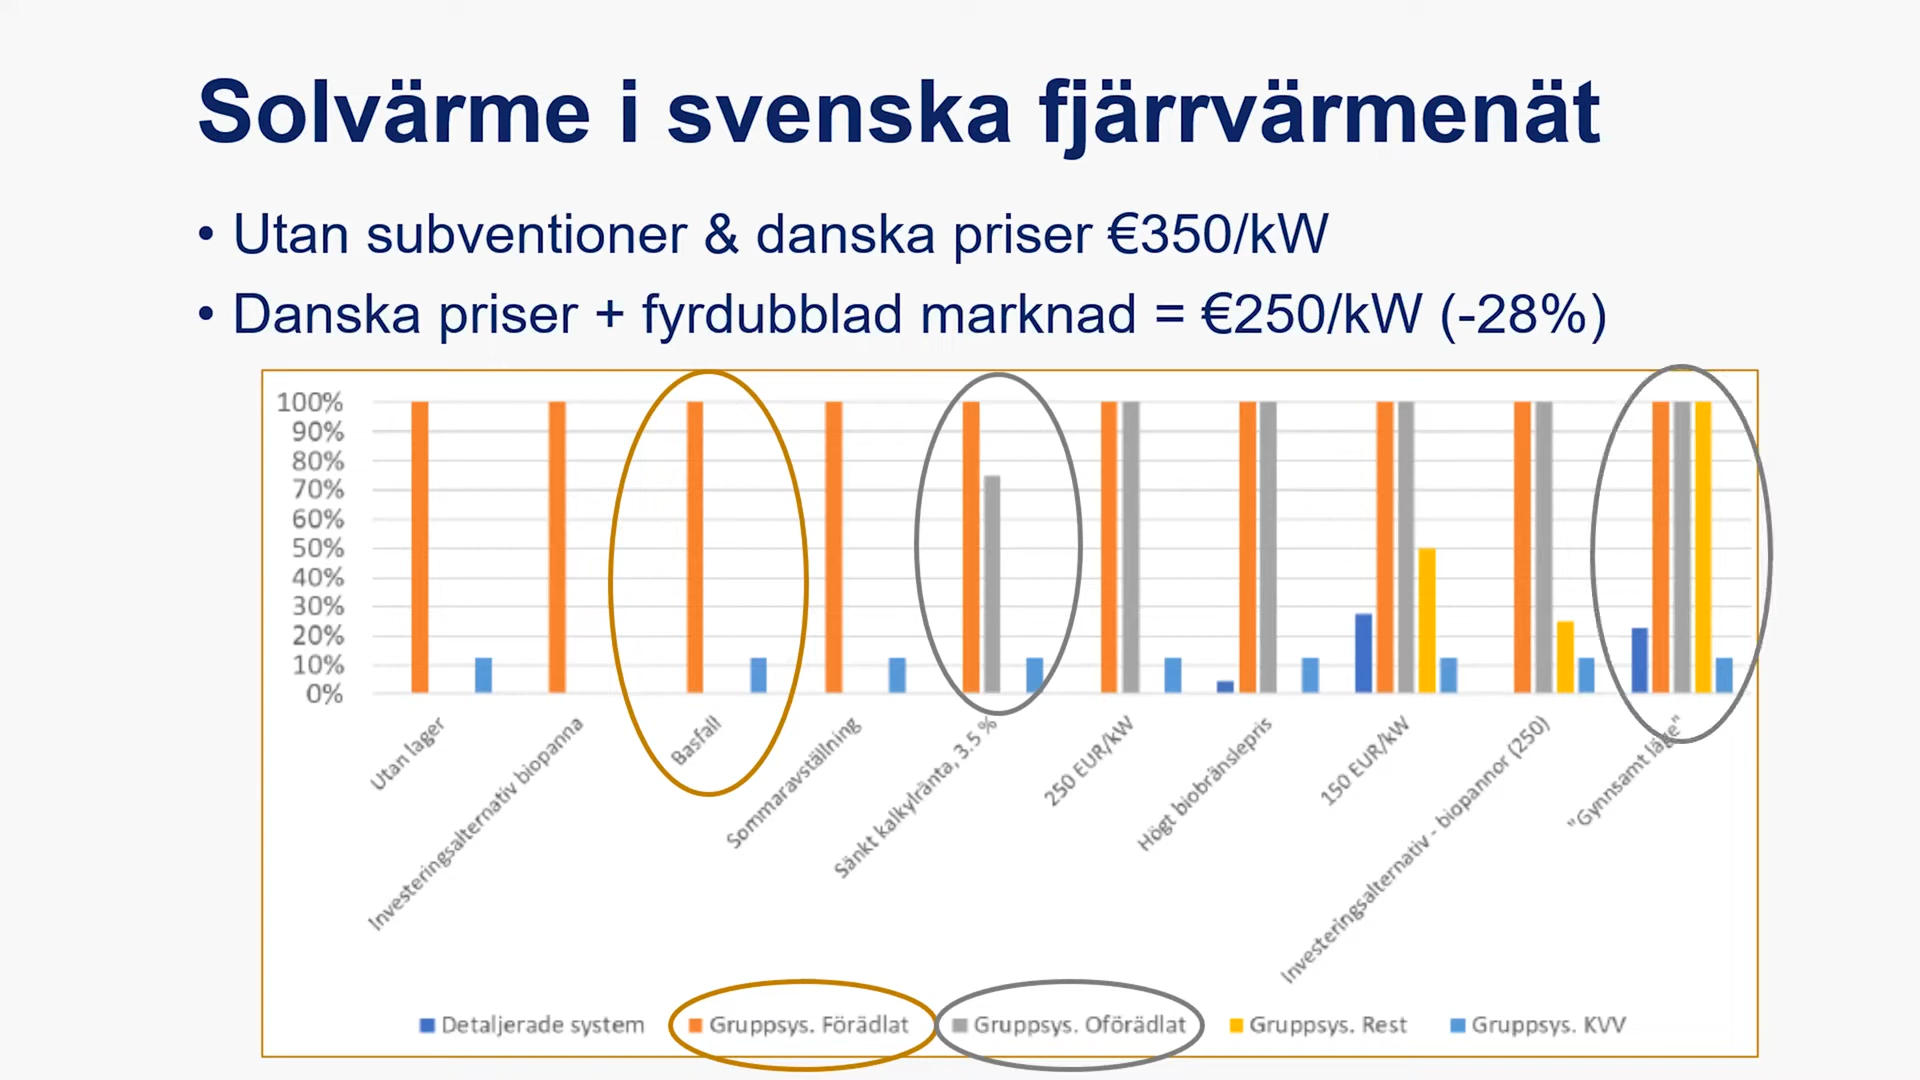 Solvärme i svenska fjärrvärmenät
• Utan subventioner & danska priser €350/kW
• Danska priser + fyrdubblad marknad = €250/kW (-28%)
100%
90%
80%
70%
60%
50%
40%
30%
20%
10%
0%
Utan lager
Investeringsalternativ biopanna
Basfall
Sommaravställning
Sänkt kalkylränta, 3.5 %
250 EUR/kW
Högt biobränslepris
150 EUR/kW
Investeringsalternativ - biopannor (250)
"Gynnsamt läge"
Detaljerade system
Gruppsys. Förädlat
Gruppsys. Oförädlat
Gruppsys. Rest
Gruppsys. KVV